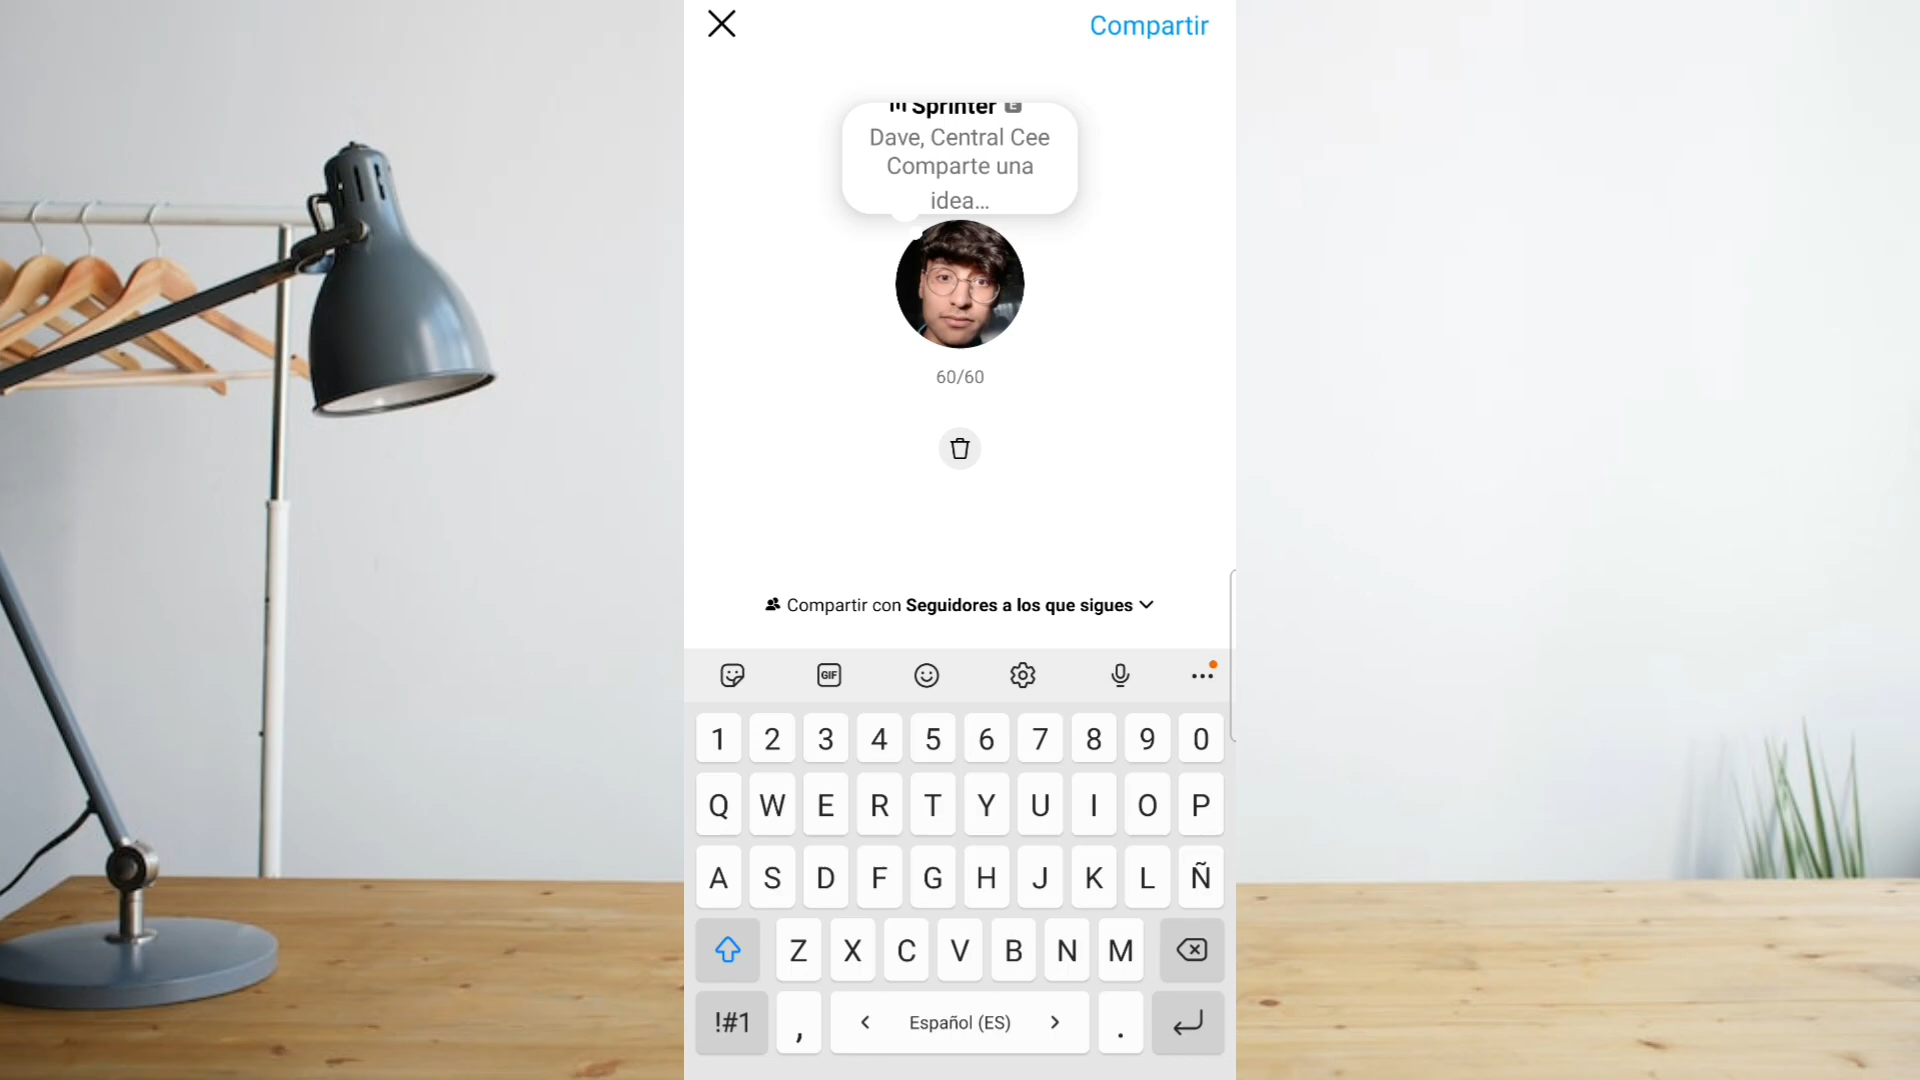 Compartir
Sprinter E
Dave, Central Cee
Comparte una
idea...
60/60
Compartir con Seguidores a los que sigues
GIF
1 2 3 4 5 6 7 8 9 0
Q W E R T Y U I O P
A S D F G H J K L Ñ
Z X C V B N M
!#1 , < Español (ES) > .